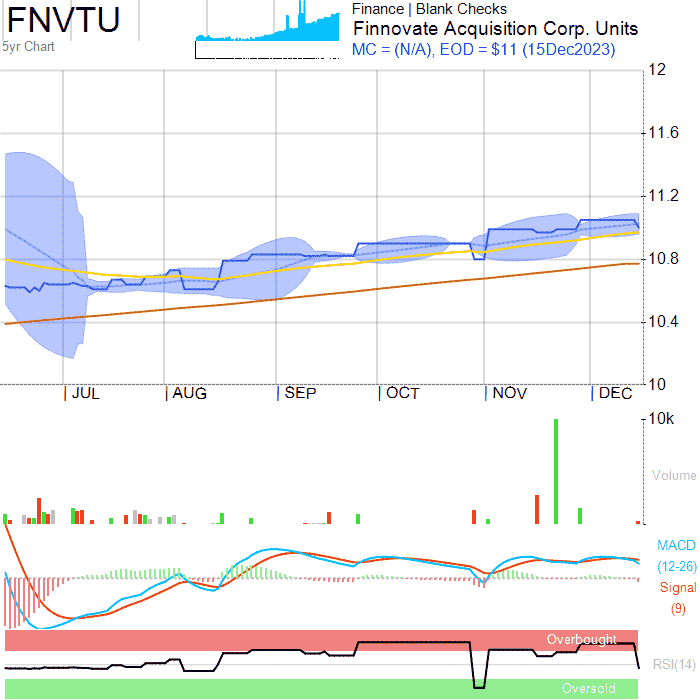 FNVTU
5yr Chart
Finance | Blank Checks
Finnovate Acquisition Corp. Units
MC = (N/A), EOD = $11 (15Dec2023)
12
11.6
11.2
10.8
10.4
10
JUL AUG SEP OCT NOV DEC
10k
Volume
MACD
(12-26)
Signal
(9)
Overbought
RSI(14)
Oversold